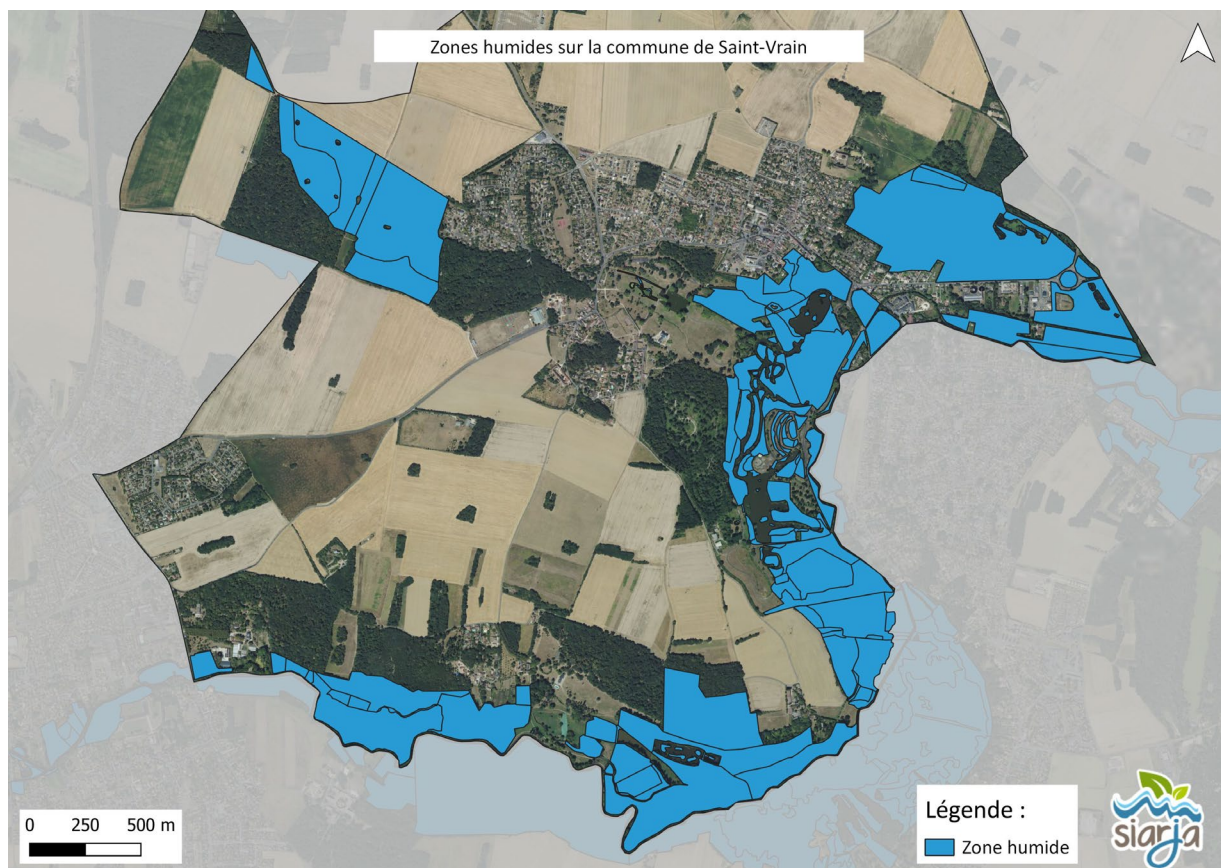 Zones humides sur la commune de Saint-Vrain
0 250 500 m
Légende :
Zone humide
siarja